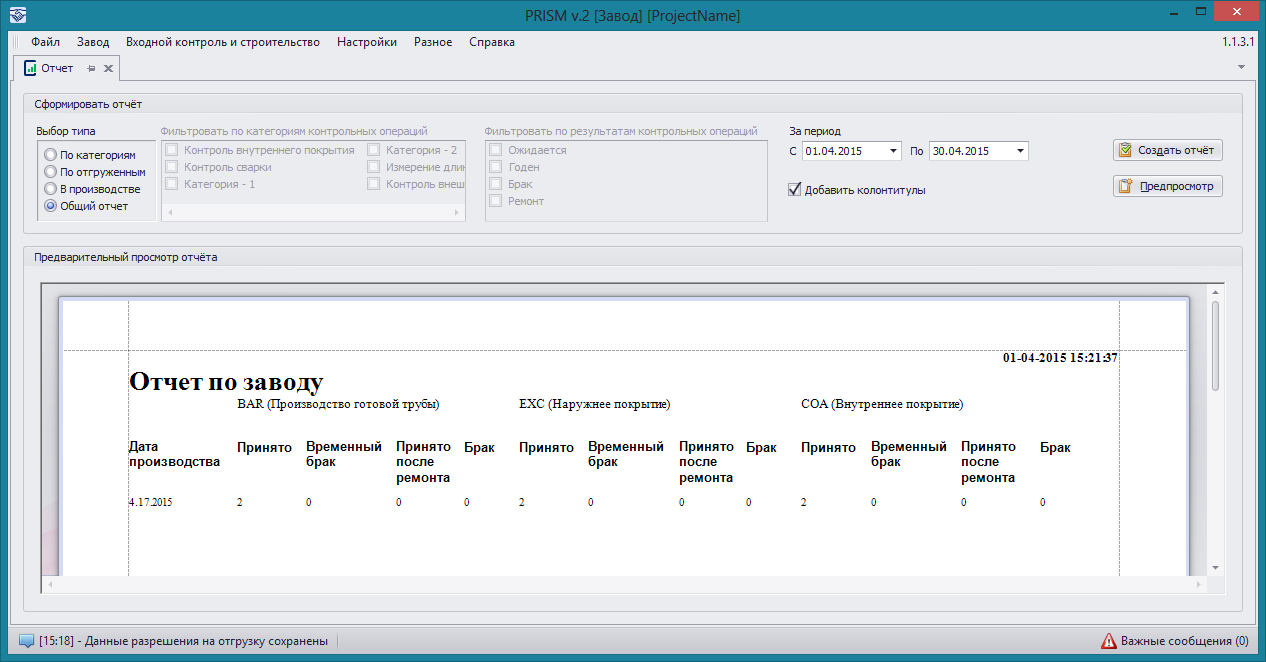 PRISM v.2 [Завод] [ProjectName]
Файл Завод Входной контроль и строительство Настройки Разное Справка 1.1.3.1
Отчет
Сформировать отчёт
Выбор типа Фильтровать по категориям контрольных операций Фильтровать по результатам контрольных операций За период
По категориям Контроль внутреннего покрытия Категория - 2 Ожидается С 01.04.2015 По 30.04.2015 Создать отчёт
По отгруженным Контроль сварки Измерение длин Годен
В производстве Категория - 1 Контроль внеш Брак Добавить колонтитулы Предпросмотр
Общий отчет Ремонт
Предварительный просмотр отчёта
01-04-2015 15:21:37
Отчет по заводу
BAR (Производство готовой трубы) EXC (Наружнее покрытие) COA (Внутреннее покрытие)
Дата Принято Временный Принято Брак Принято Временный Принято Брак Принято Временный Принято Брак
производства брак после брак после брак после
ремонта ремонта ремонта
4.17.2015 2 0 0 0 2 0 0 0 2 0 0 0
[15:18] - Данные разрешения на отгрузку сохранены Важные сообщения (0)